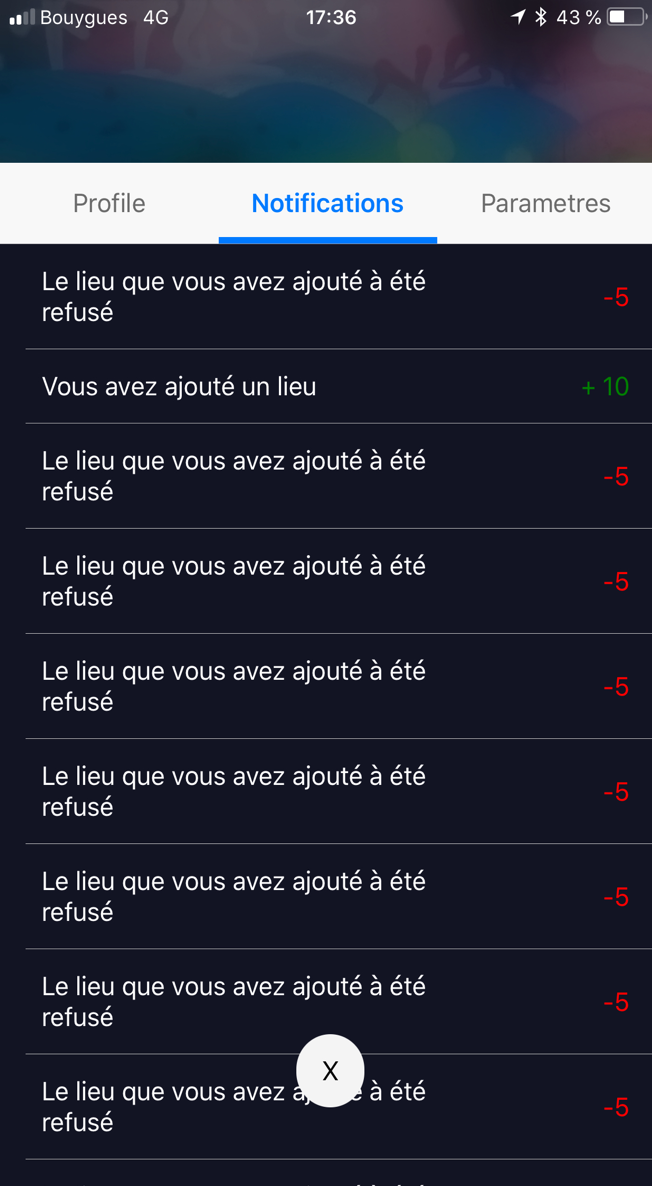 Bouygues 4G 17:36 43 %
Profile Notifications Parametres
Le lieu que vous avez ajouté à été
refusé
-5
Vous avez ajouté un lieu
+ 10
Le lieu que vous avez ajouté à été
refusé
-5
Le lieu que vous avez ajouté à été
refusé
-5
Le lieu que vous avez ajouté à été
refusé
-5
Le lieu que vous avez ajouté à été
refusé
-5
Le lieu que vous avez ajouté à été
refusé
-5
Le lieu que vous avez ajouté à été
refusé
-5
X
Le lieu que vous avez à été
refusé
-5